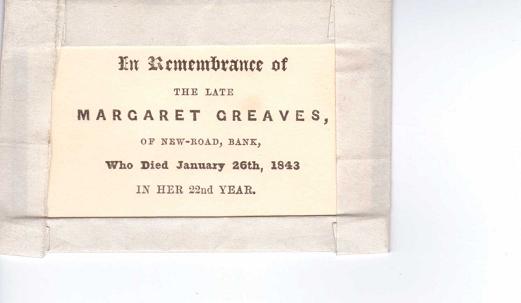 In Remembrance of
THE LATE
MARGARET GREAVES,
OF NEW-ROAD, BANK,
Who Died January 26th, 1843
IN HER 22nd YEAR.